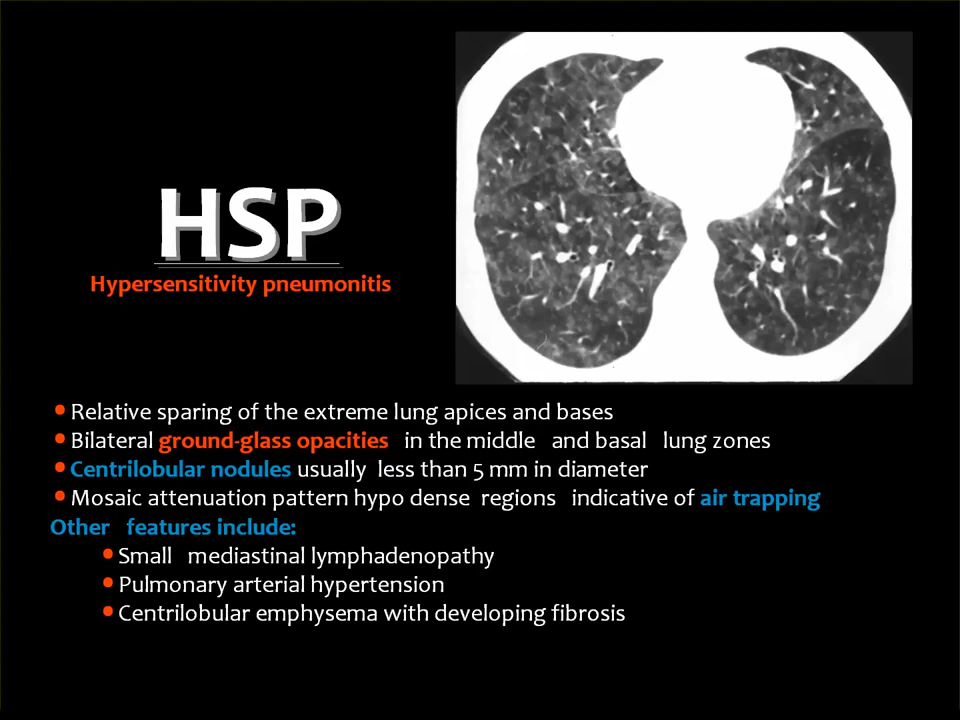 HSP
Hypersensitivity pneumonitis
• Relative sparing of the extreme lung apices and bases
• Bilateral ground-glass opacities in the middle and basal lung zones
• Centrilobular nodules usually less than 5 mm in diameter
• Mosaic attenuation pattern hypo dense regions indicative of air trapping
Other features include:
• Small mediastinal lymphadenopathy
• Pulmonary arterial hypertension
• Centrilobular emphysema with developing fibrosis